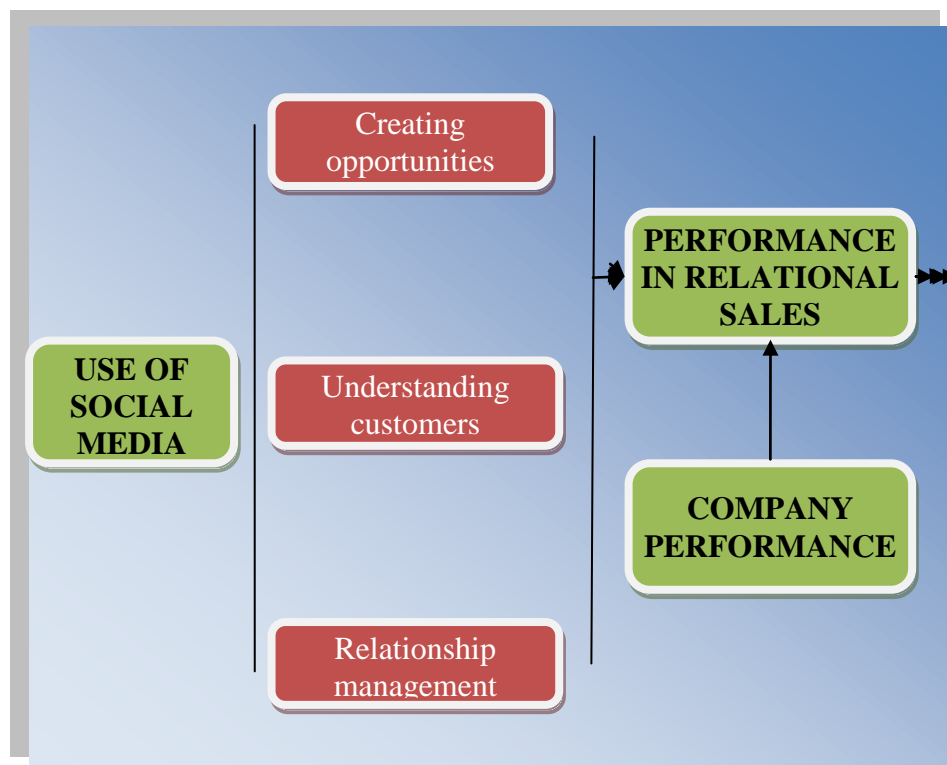 Creating
opportunities
PERFORMANCE
IN RELATIONAL
SALES
USE OF
SOCIAL
MEDIA
Understanding
customers
COMPANY
PERFORMANCE
Relationship
management